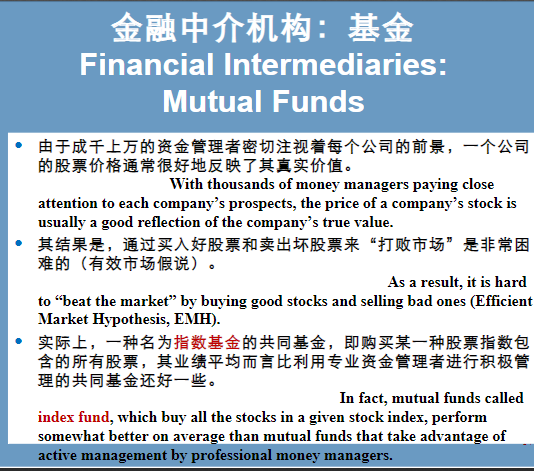 金融中介机构：基金
Financial Intermediaries:
Mutual Funds
由于成千上万的资金管理者密切注视着每个公司的前景，一个公司
的股票价格通常很好地反映了其真实价值。
With thousands of money managers paying close
attention to each company’s prospects, the price of a company’s stock is
usually a good reflection of the company’s true value.
其结果是，通过买入好股票和卖出坏股票来“打败市场”是非常困
难的（有效市场假说）。
As a result, it is hard
to “beat the market” by buying good stocks and selling bad ones (Efficient
Market Hypothesis, EMH).
实际上，一种名为指数基金的共同基金，即购买某一种股票指数包
含的所有股票，其业绩平均而言比利用专业资金管理者进行积极管
理的共同基金还好一些。
In fact, mutual funds called
index fund, which buy all the stocks in a given stock index, perform
somewhat better on average than mutual funds that take advantage of
active management by professional money managers.